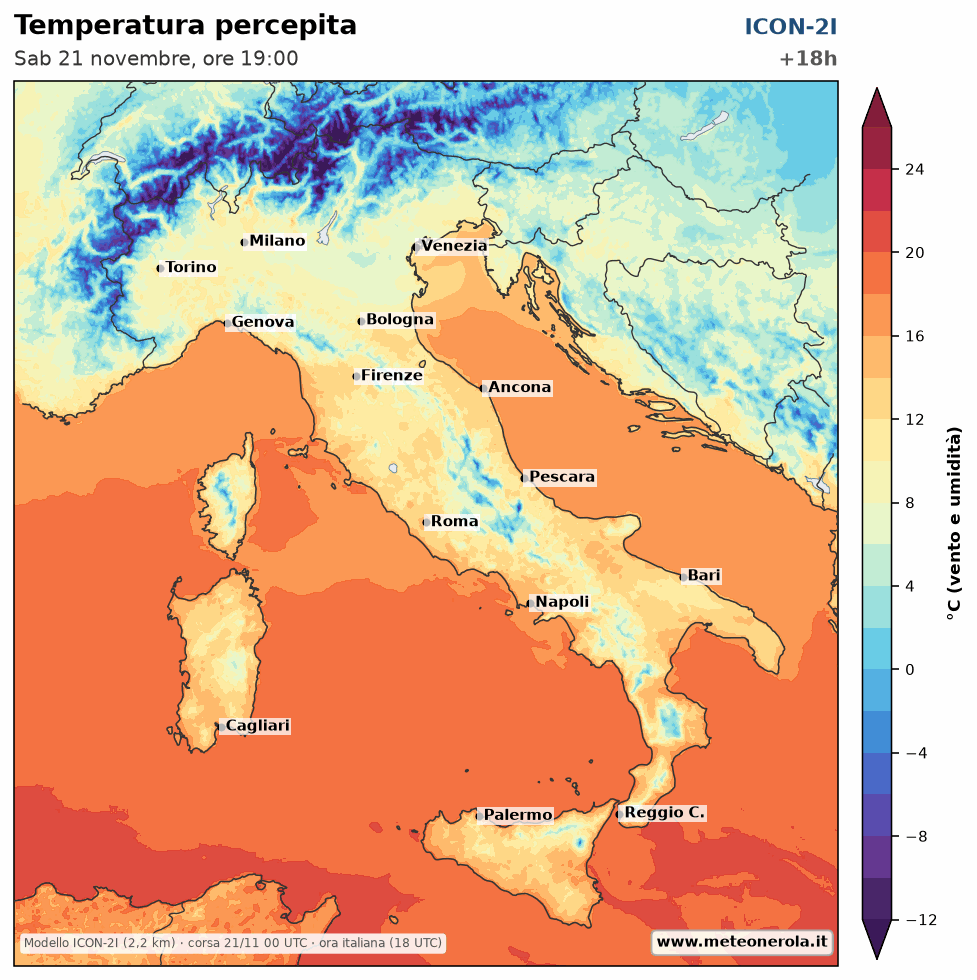 Temperatura percepita
ICON-2I
Sab 21 novembre, ore 19:00
+18h
Milano
Venezia
Torino
Genova
Bologna
Firenze
Ancona
Pescara
Roma
Bari
Napoli
Cagliari
Palermo
Reggio C.
24
20
16
12
8
4
0
−4
−8
−12
°C (vento e umidità)
Modello ICON-2I (2,2 km) · corsa 21/11 00 UTC · ora italiana (18 UTC)
www.meteonerola.it